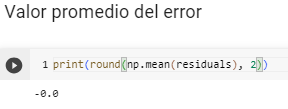 Valor promedio del error
1 print(round(np.mean(residuals), 2))
-0.0